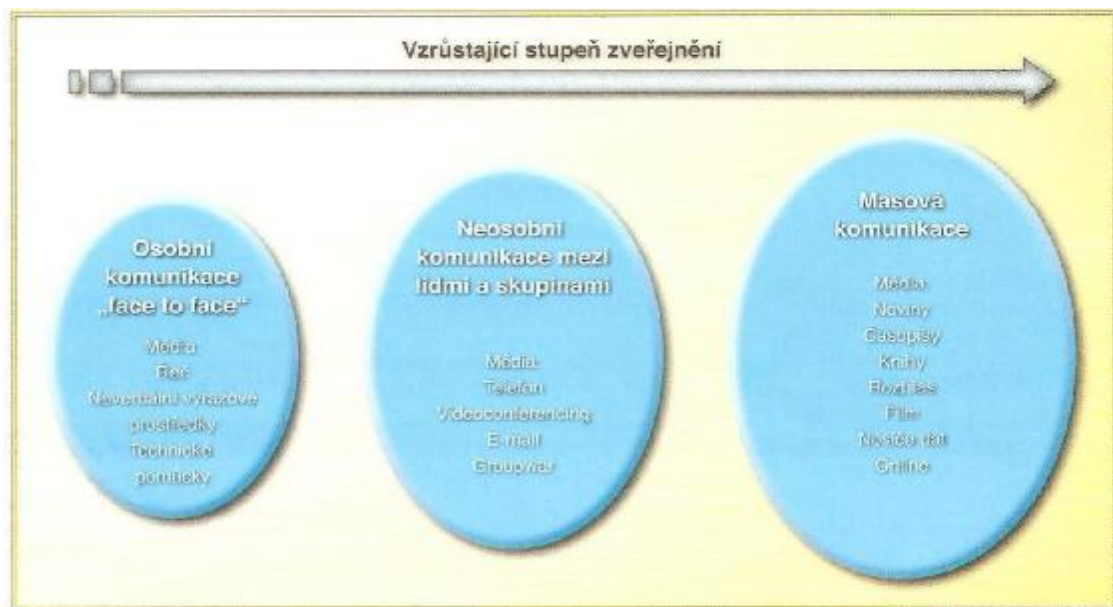 Vzrůstající stupeň zveřejnění
Osobní
komunikace
„face to face“
Média
Řeč
Neverbální výrazové
prostředky
Technické
pomůcky
Neosobní
komunikace mezi
lidmi a skupinami
Média:
Telefon
Videoconferencing
E-mail
Groupwar
Masová
komunikace
Média
Noviny
Časopisy
Knihy
Rozhlas
Film
Nosiče dat
Online